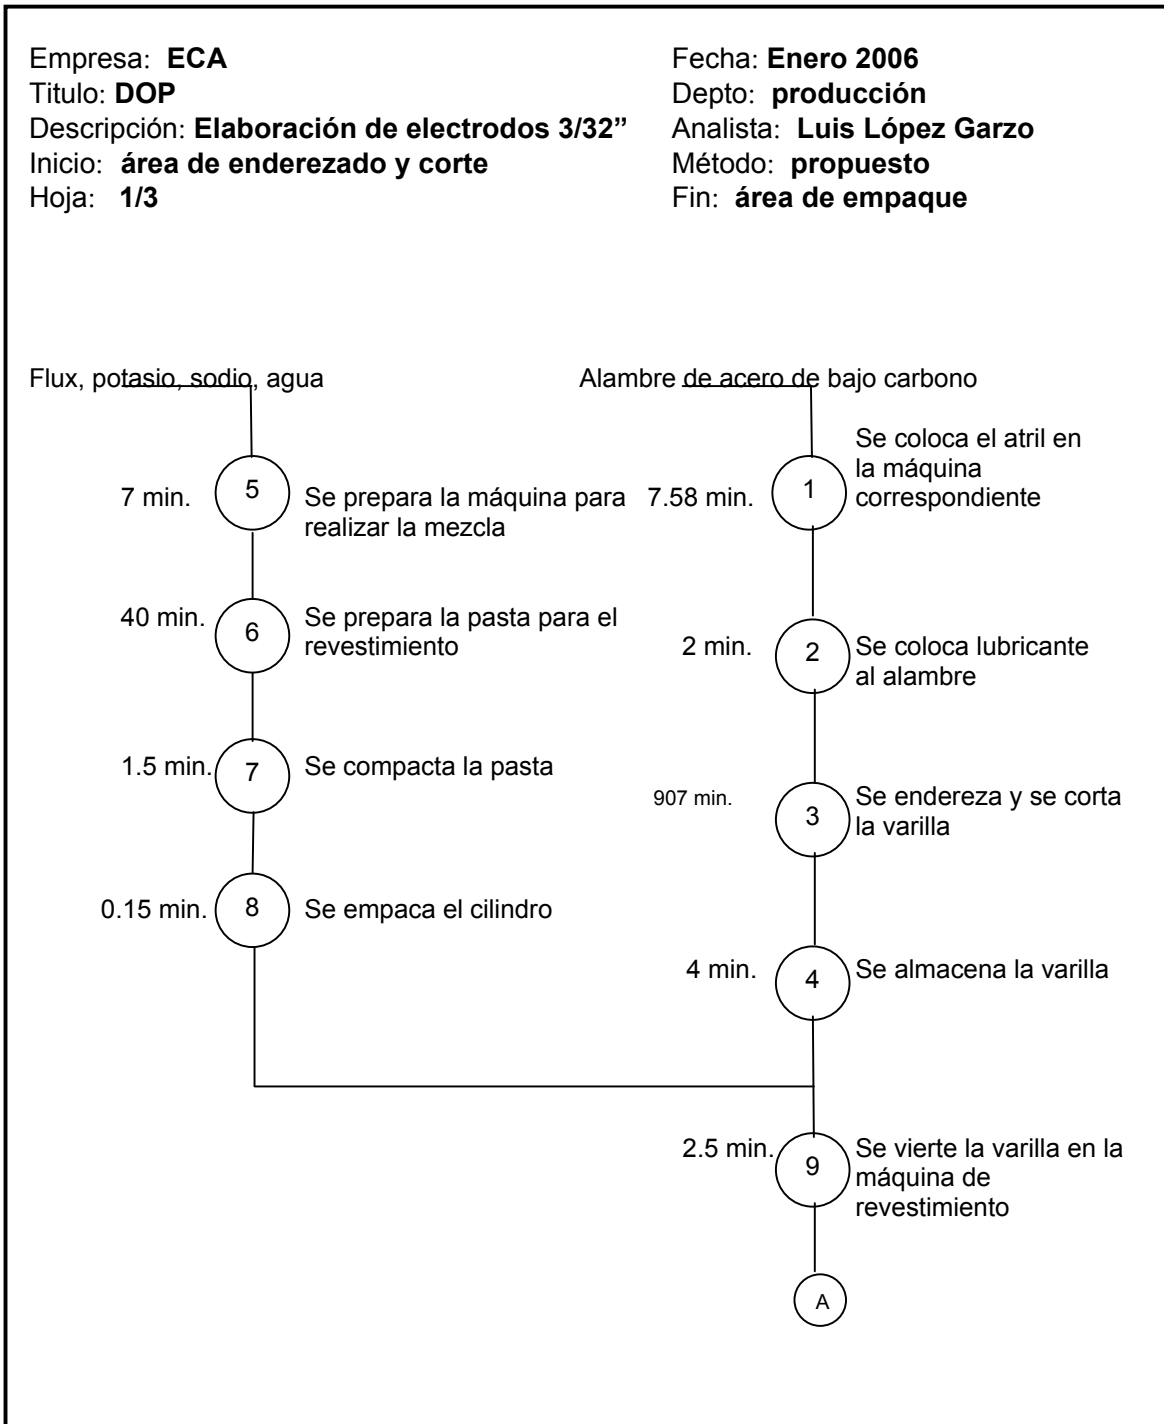 Empresa: ECA
Titulo: DOP
Descripción: Elaboración de electrodos 3/32”
Inicio: área de enderezado y corte
Hoja: 1/3
Fecha: Enero 2006
Depto: producción
Analista: Luis López Garzo
Método: propuesto
Fin: área de empaque
Flux, potasio, sodio, agua
7 min.
5
Se prepara la máquina para
realizar la mezcla
40 min.
6
Se prepara la pasta para el
revestimiento
1.5 min.
7
Se compacta la pasta
0.15 min.
8
Se empaca el cilindro
Alambre de acero de bajo carbono
7.58 min.
1
Se coloca el atril en
la máquina
correspondiente
2 min.
2
Se coloca lubricante
al alambre
907 min.
3
Se endereza y se corta
la varilla
4 min.
4
Se almacena la varilla
2.5 min.
9
Se vierte la varilla en la
máquina de
revestimiento
A